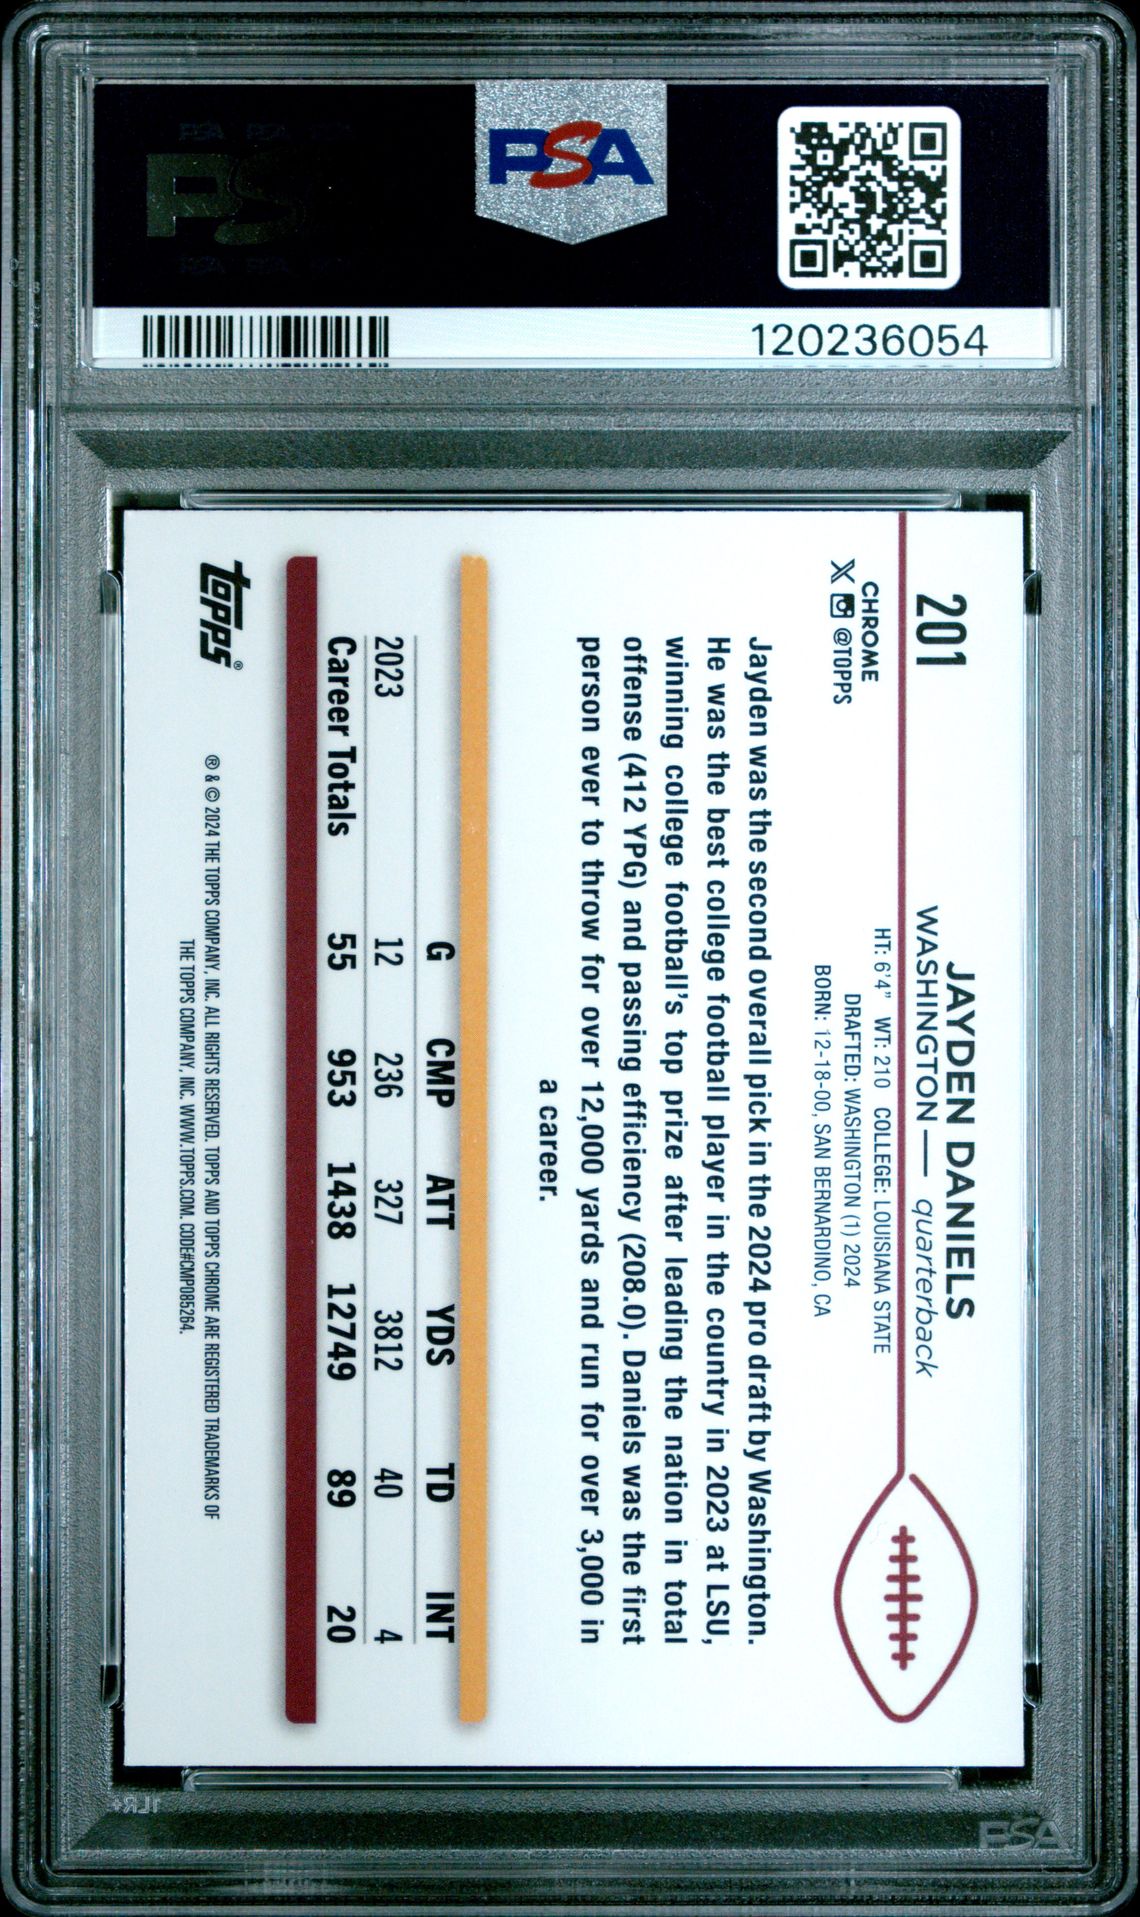 PSA
120236054
201
JAYDEN DANIELS
WASHINGTON — quarterback
CHROME
X @TOPPS
HT: 6'4" WT: 210 COLLEGE: LOUISIANA STATE
DRAFTED: WASHINGTON (1) 2024
BORN: 12-18-00, SAN BERNARDINO, CA
Jayden was the second overall pick in the 2024 pro draft by Washington.
He was the best college football player in the country in 2023 at LSU,
winning college football's top prize after leading the nation in total
offense (412 YPG) and passing efficiency (208.0). Daniels was the first
person ever to throw for over 12,000 yards and run for over 3,000 in
a career.
G CMP ATT YDS TD INT
2023 12 236 327 3812 40 4
Career Totals 55 953 1438 12749 89 20
topps®
® & © 2024 THE TOPPS COMPANY, INC. ALL RIGHTS RESERVED. TOPPS AND TOPPS CHROME ARE REGISTERED TRADEMARKS OF
THE TOPPS COMPANY, INC. WWW.TOPPS.COM. CODE#CMP085264.
PSA